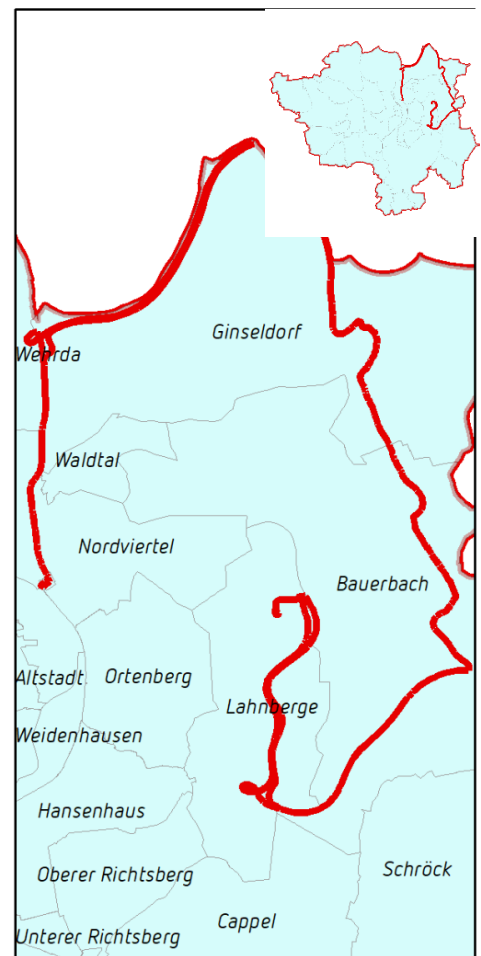 Ginseldorf
Wehrda
Waldtal
Nordviertel
Bauerbach
Altstadt
Ortenberg
Lahnberge
Weidenhausen
Hansenhaus
Oberer Richtsberg
Schröck
Cappel
Unterer Richtsberg